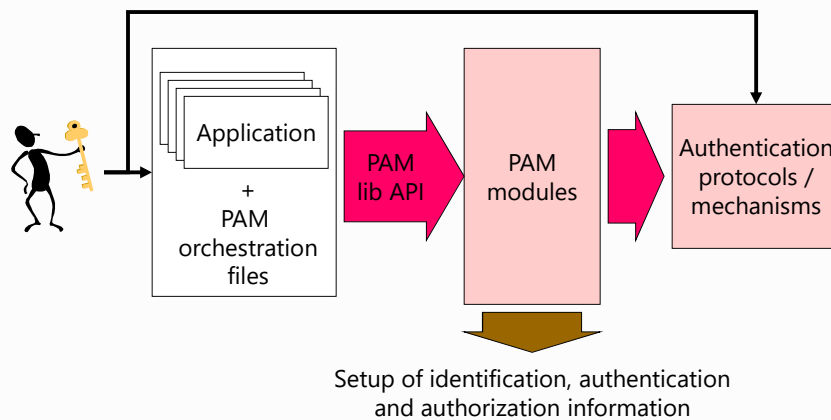 Application
+
PAM
orchestration
files
PAM
lib API
PAM
modules
Authentication
protocols /
mechanisms
Setup of identification, authentication
and authorization information